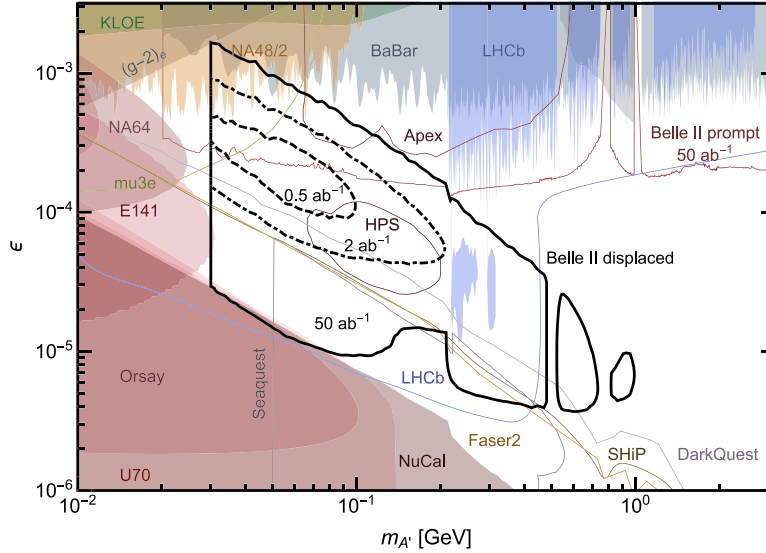 KLOE
(g−2)e
NA48/2
BaBar
LHCb
10−3
NA64
Apex
Belle II prompt
50 ab−1
mu3e
0.5 ab−1
E141
10−4
HPS
2 ab−1
ϵ
Belle II displaced
50 ab−1
10−5
Orsay
Seaquest
LHCb
Faser2
SHiP
DarkQuest
NuCal
U70
10−6
10−2
10−1
100
mA' [GeV]